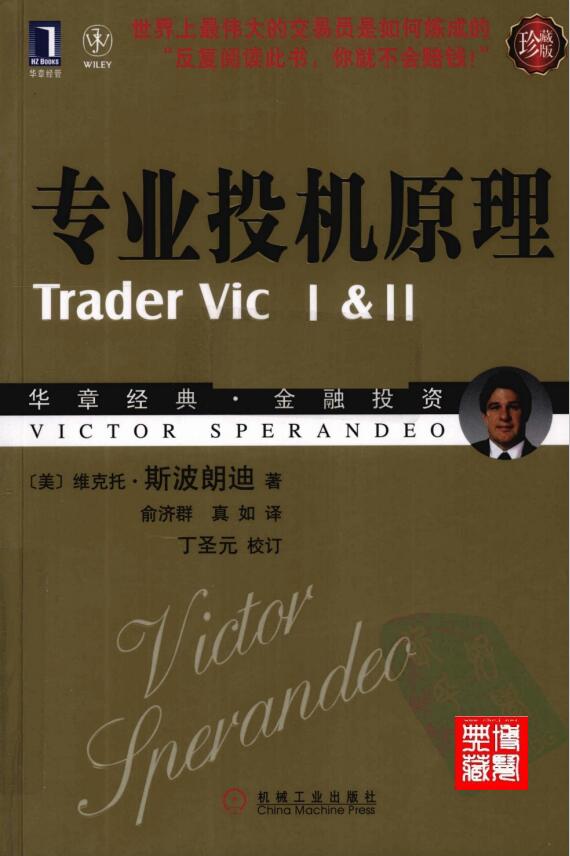 世界上最伟大的交易员是如何炼成的
“反复阅读此书，你就不会赔钱！”
HZ BOOKS
华章经管
WILEY
珍藏版
专业投机原理
Trader Vic I & II
华章经典·金融投资
VICTOR SPERANDEO
〔美〕维克托·斯波朗迪 著
俞济群 真如 译
丁圣元 校订
Victor
Sperandeo
www.zhcj.net
博览
典藏
机械工业出版社
China Machine Press